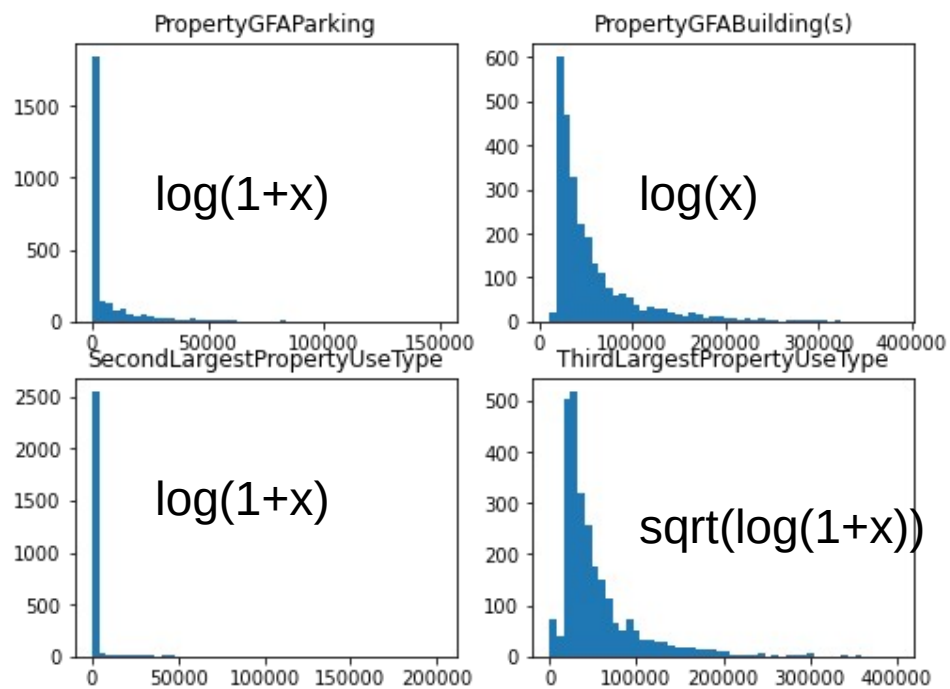 PropertyGFAParking
1500
1000
500
0
log(1+x)
0 50000 100000 150000
PropertyGFABuilding(s)
600
500
400
300
200
100
0
log(x)
0 100000 200000 300000 400000
SecondLargestPropertyUseType
2500
2000
1500
1000
500
0
log(1+x)
0 50000 100000 150000 200000
ThirdLargestPropertyUseType
500
400
300
200
100
0
sqrt(log(1+x))
0 100000 200000 300000 400000